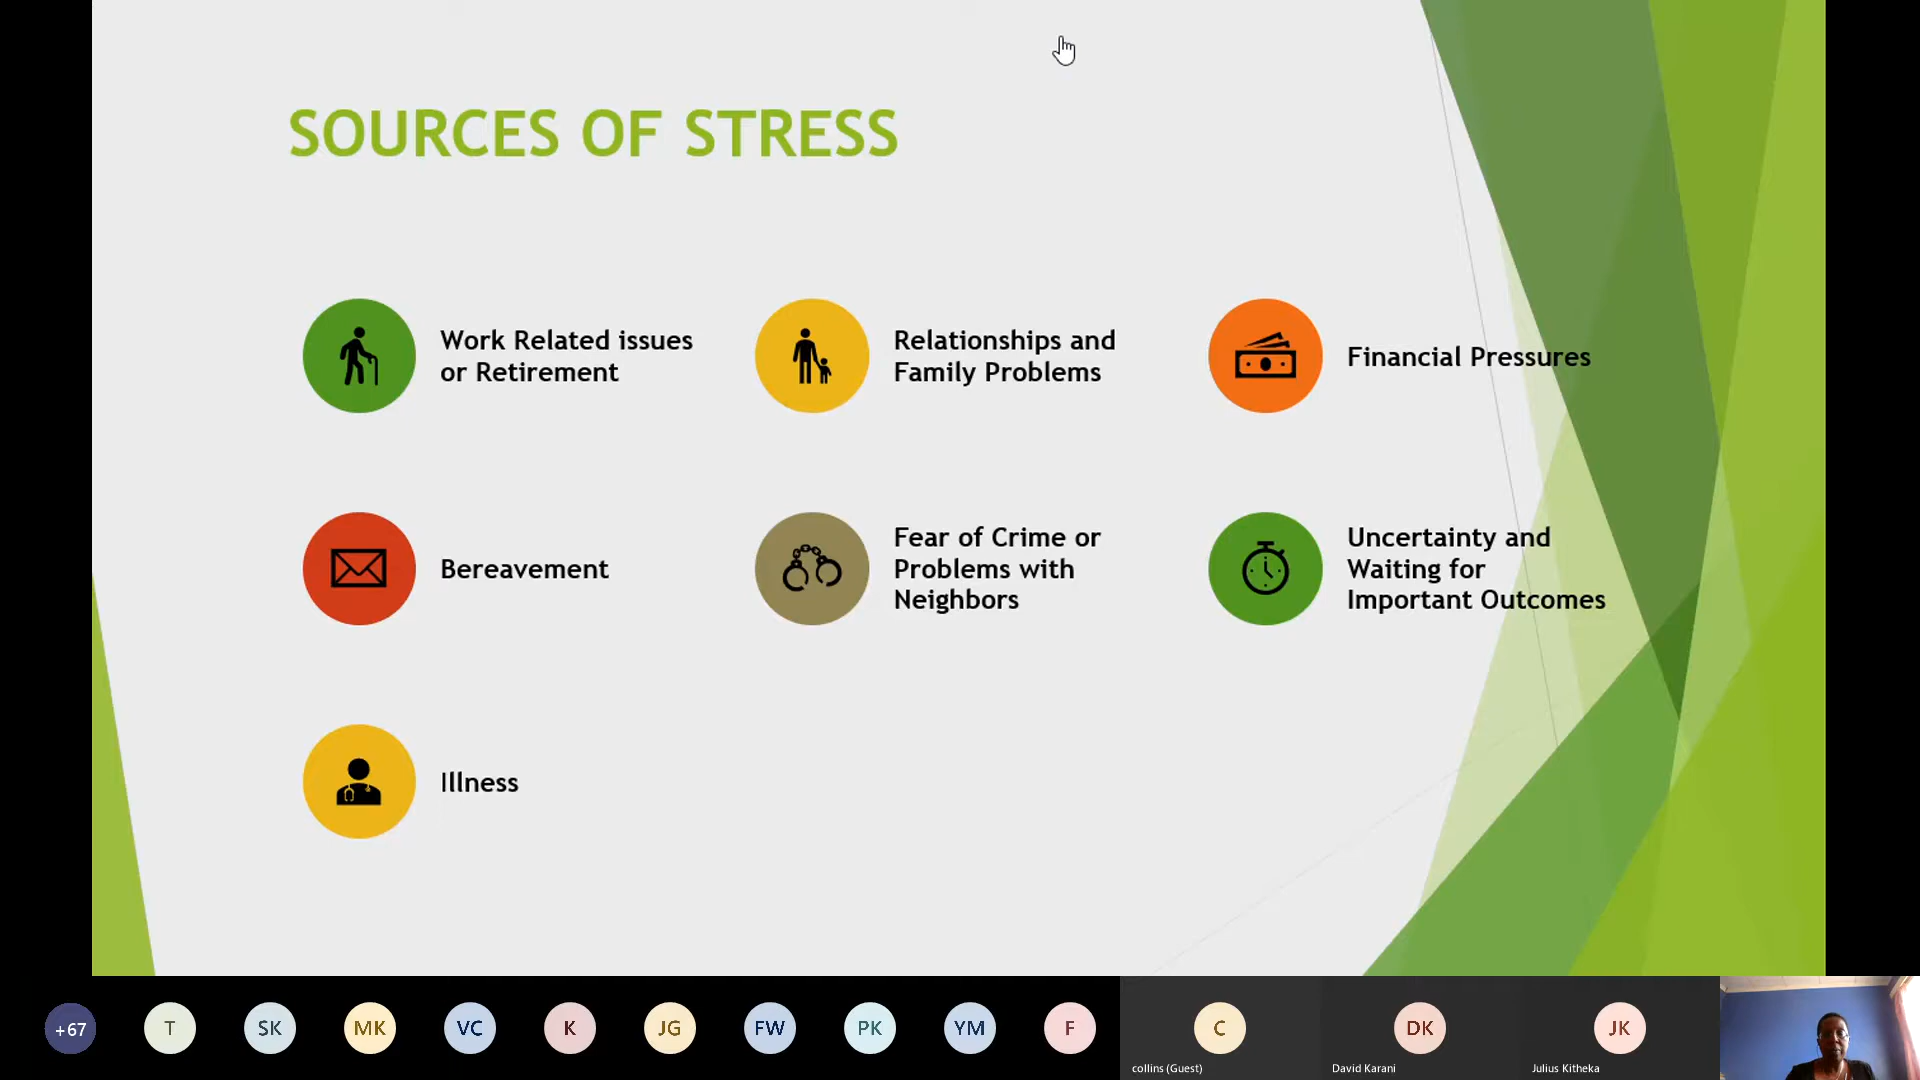 SOURCES OF STRESS
Work Related issues
or Retirement
Relationships and
Family Problems
Financial Pressures
Bereavement
Fear of Crime or
Problems with
Neighbors
Uncertainty and
Waiting for
Important Outcomes
Illness
+67
T
SK
MK
VC
K
JG
FW
PK
YM
F
C
collins (Guest)
DK
David Karani
JK
Julius Kitheka